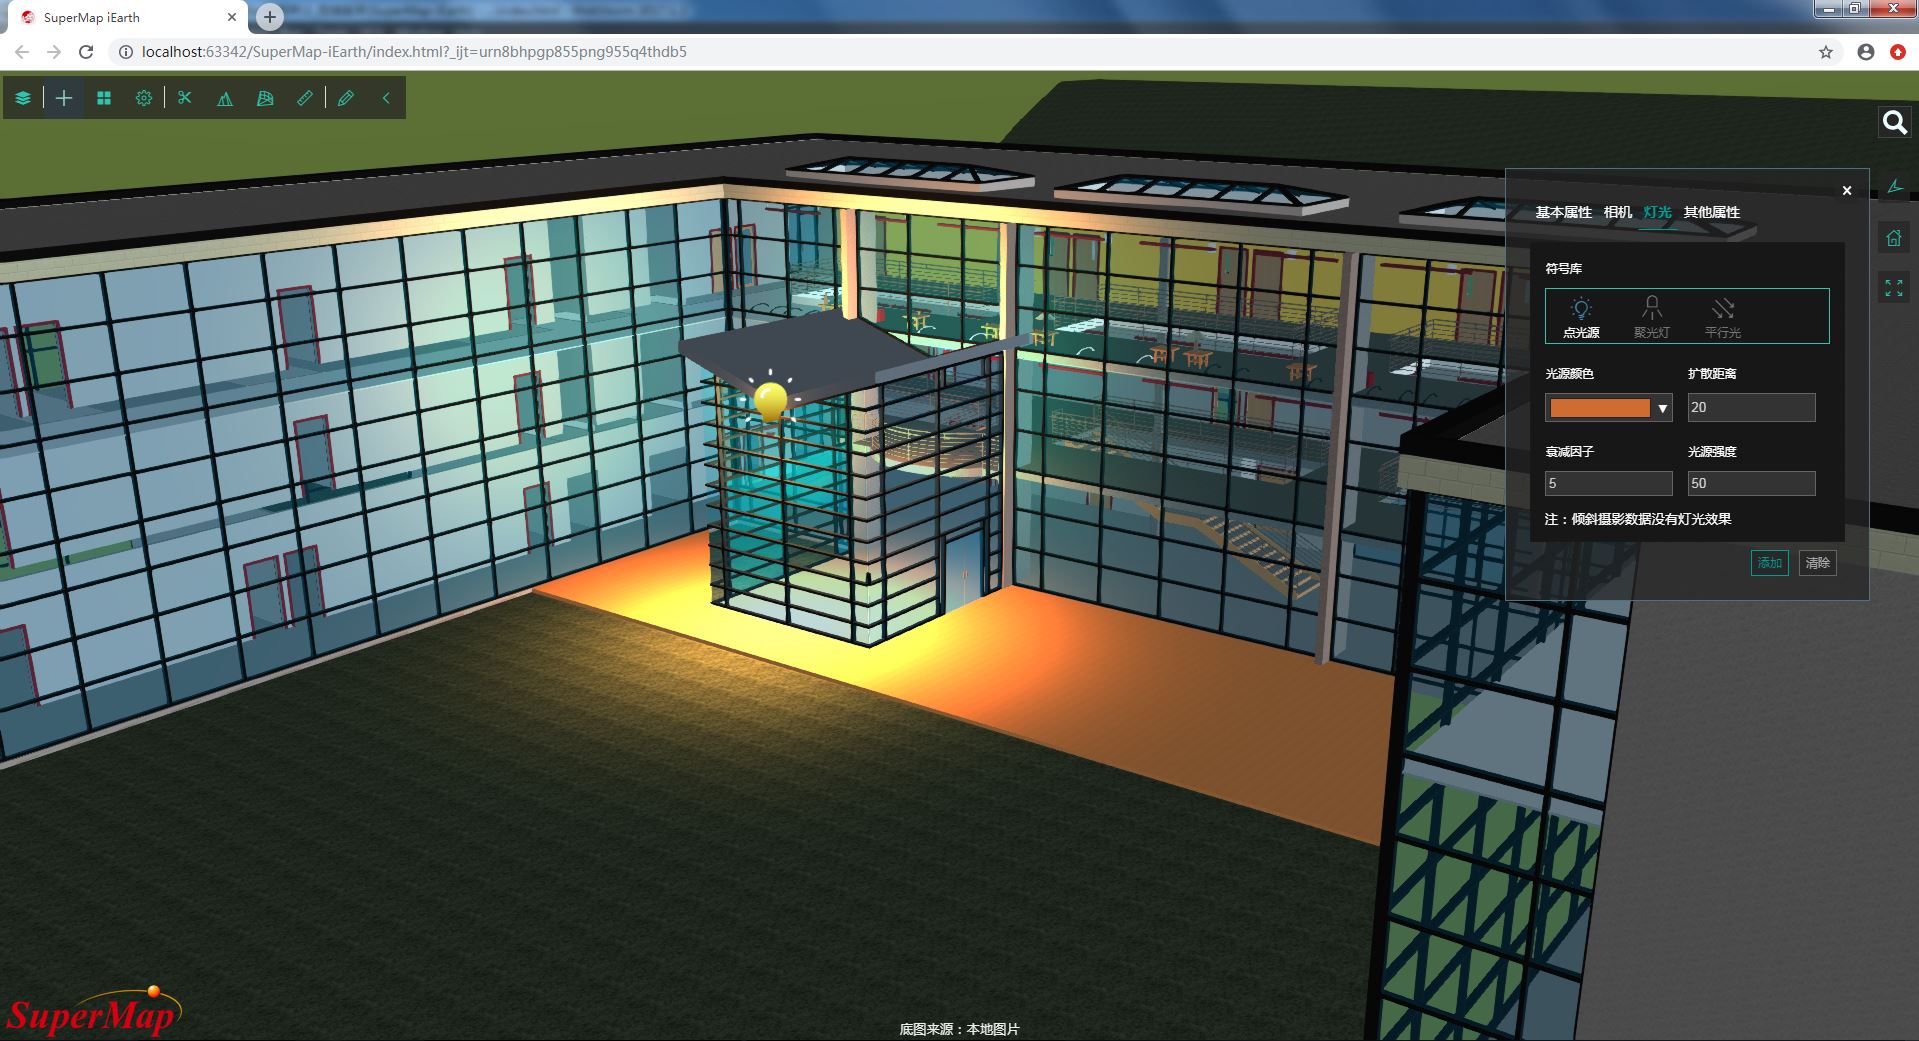 SuperMap iEarth
localhost:63342/SuperMap-iEarth/index.html?_ijt=urn8bhpgp855png955q4thdb5
基本属性 相机 灯光 其他属性
符号库
点光源 聚光灯 平行光
光源颜色 扩散距离
20
衰减因子 光源强度
5 50
注：倾斜摄影数据没有灯光效果
添加 清除
SuperMap
底图来源：本地图片